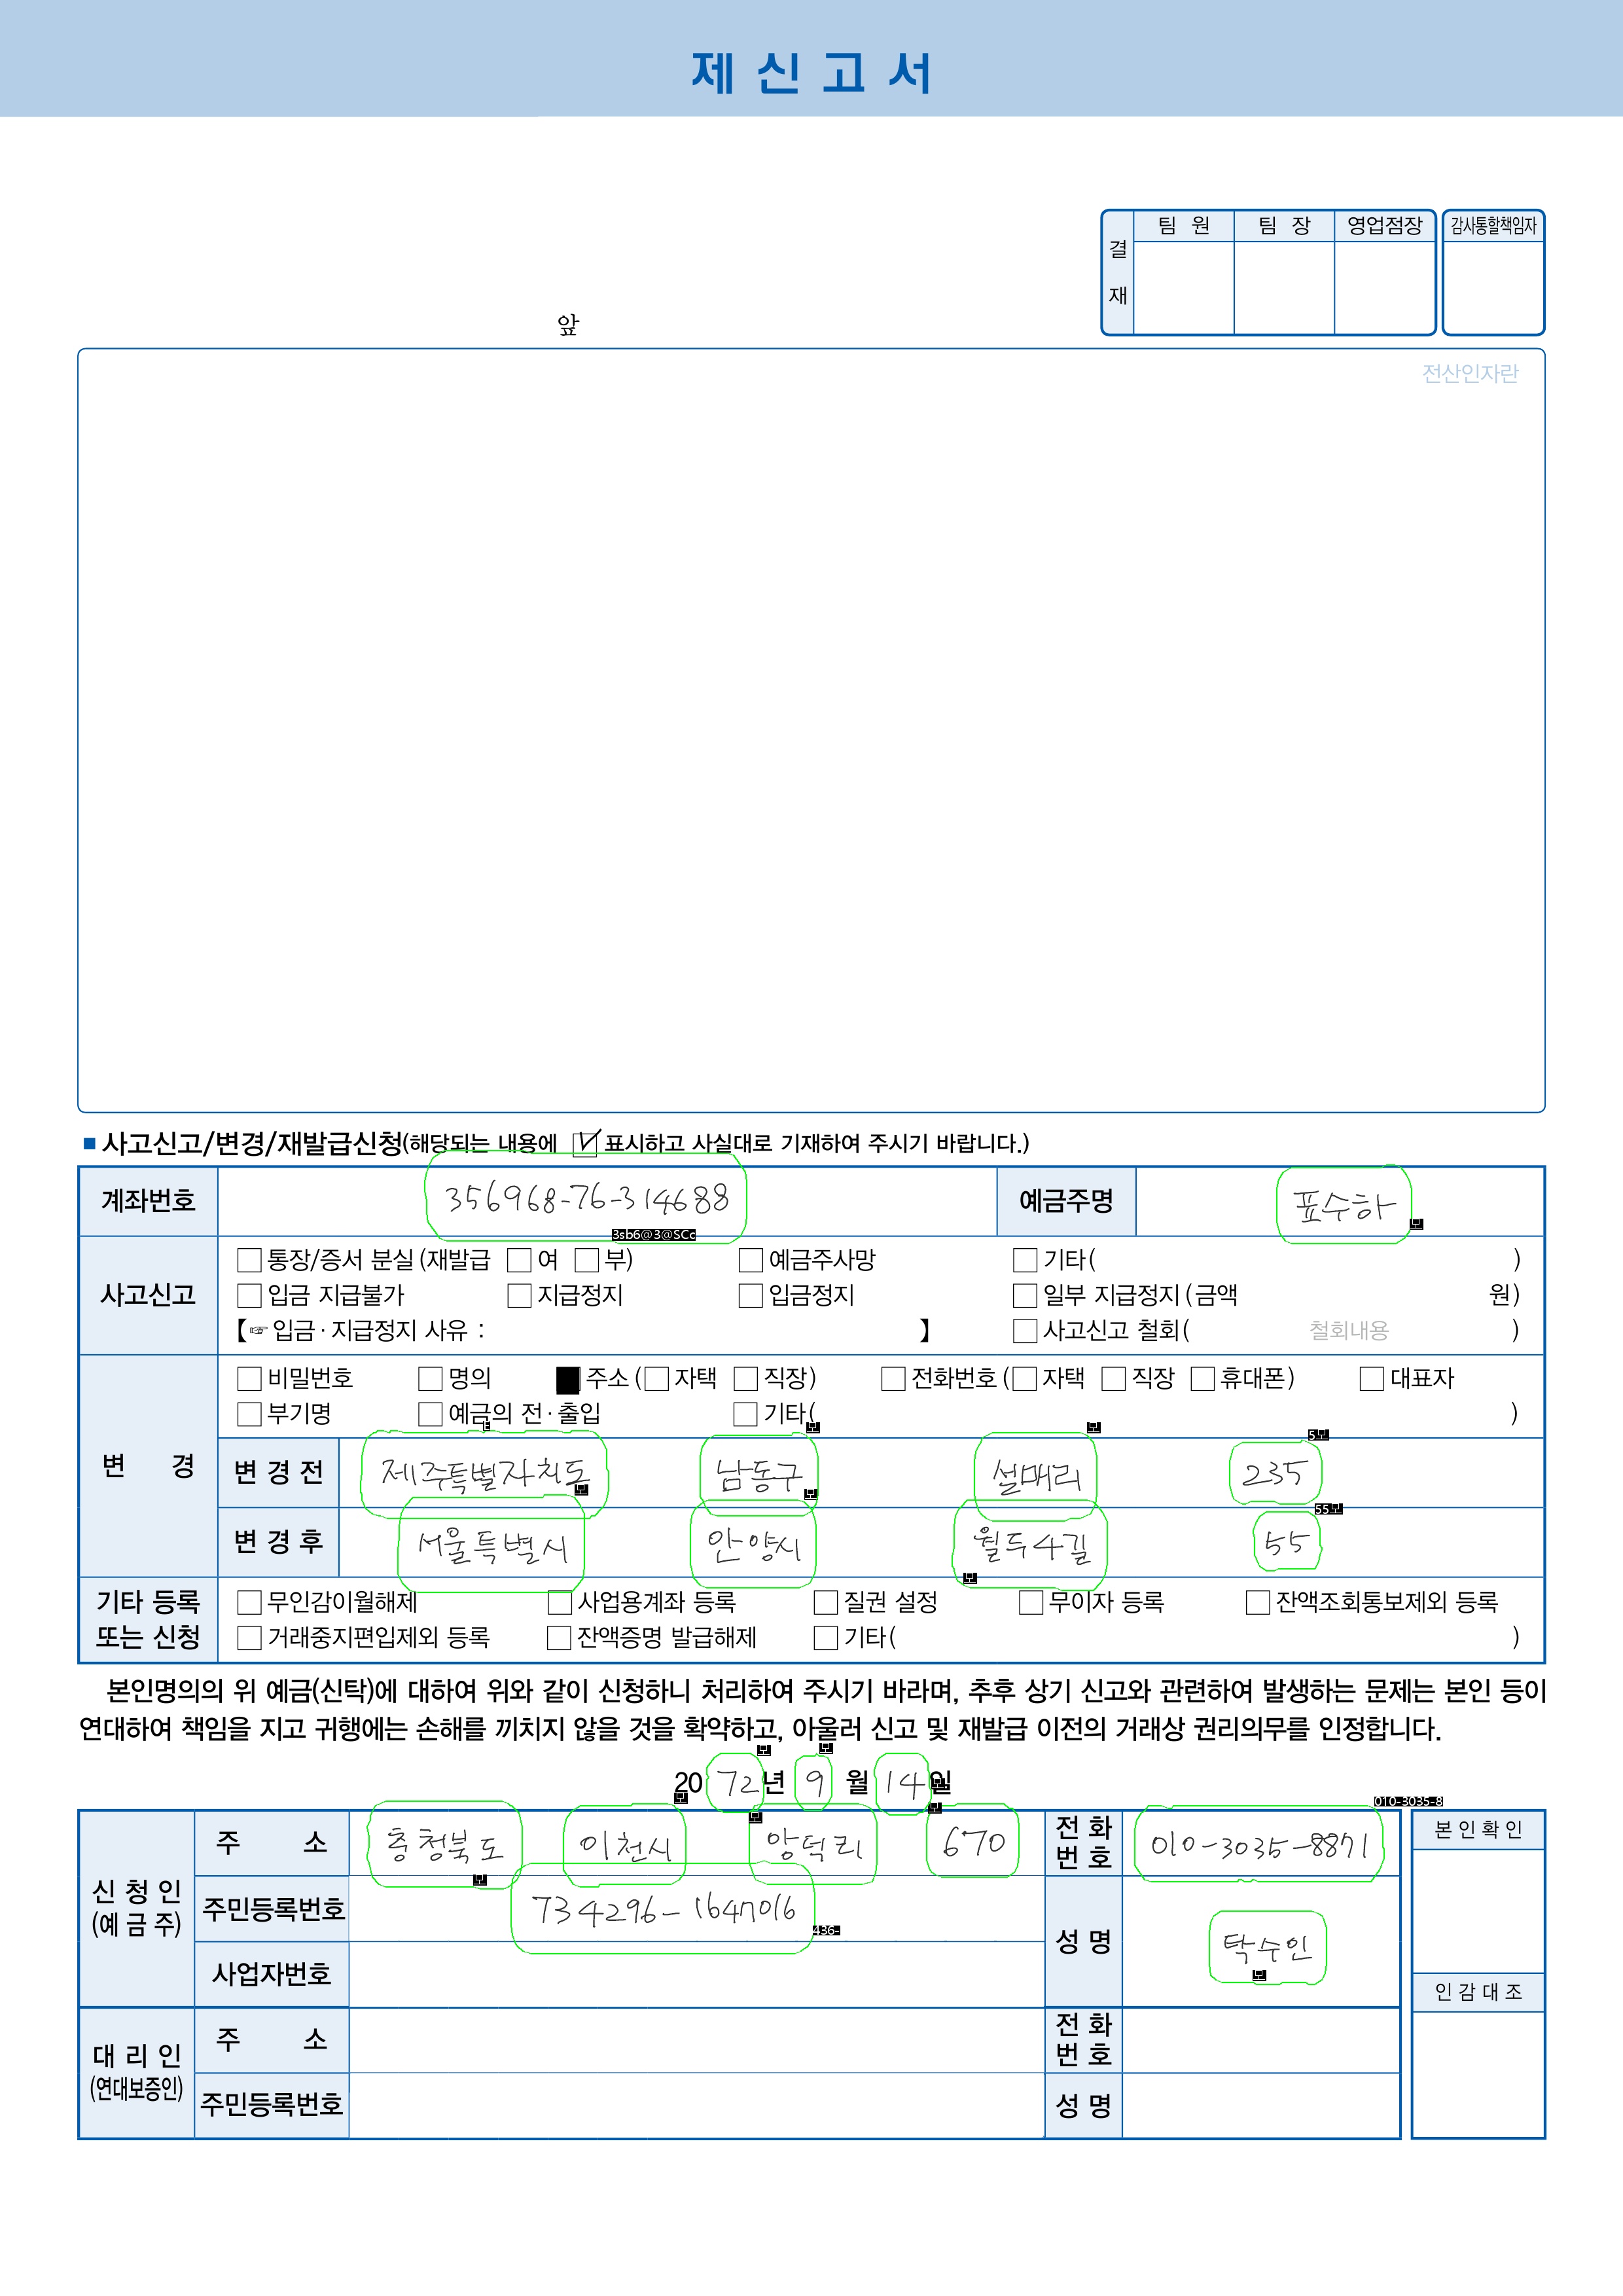 제 신 고 서
결 재 팀 원 팀 장 영업점장 감사통할책임자
앞
전산인자란
■ 사고신고/변경/재발급신청(해당되는 내용에 ☑ 표시하고 사실대로 기재하여 주시기 바랍니다.)
계좌번호 356968-76-314688 예금주명 표수하
3sb6@3@SCc
사고신고
□ 통장/증서 분실 (재발급 □ 여 □ 부) □ 예금주사망 □ 기타( )
□ 입금 지급불가 □ 지급정지 □ 입금정지 □ 일부 지급정지 (금액 원)
【☞ 입금·지급정지 사유 : 】 □ 사고신고 철회( 철회내용 )
변 경
□ 비밀번호 □ 명의 ■ 주소 (□ 자택 □ 직장) □ 전화번호 (□ 자택 □ 직장 □ 휴대폰) □ 대표자
□ 부기명 □ 예금의 전·출입 □ 기타( )
변 경 전 제주특별자치도 남동구 설매리 235
변 경 후 서울특별시 안양시 월두4길 55
기타 등록 또는 신청
□ 무인감이월해제 □ 사업용계좌 등록 □ 질권 설정 □ 무이자 등록 □ 잔액조회통보제외 등록
□ 거래중지편입제외 등록 □ 잔액증명 발급해제 □ 기타( )
본인명의의 위 예금(신탁)에 대하여 위와 같이 신청하니 처리하여 주시기 바라며, 추후 상기 신고와 관련하여 발생하는 문제는 본인 등이
연대하여 책임을 지고 귀행에는 손해를 끼치지 않을 것을 확약하고, 아울러 신고 및 재발급 이전의 거래상 권리의무를 인정합니다.
2072년 9 월 14일
010-3035-8
신 청 인 (예 금 주)
주 소 충청북도 이천시 앙덕리 670 전 화 번 호 010-3035-8871 본 인 확 인
주민등록번호 734296-1647016
436-
성 명 탁수인
사업자번호
인 감 대 조
대 리 인 (연대보증인)
주 소 전 화 번 호
주민등록번호 성 명